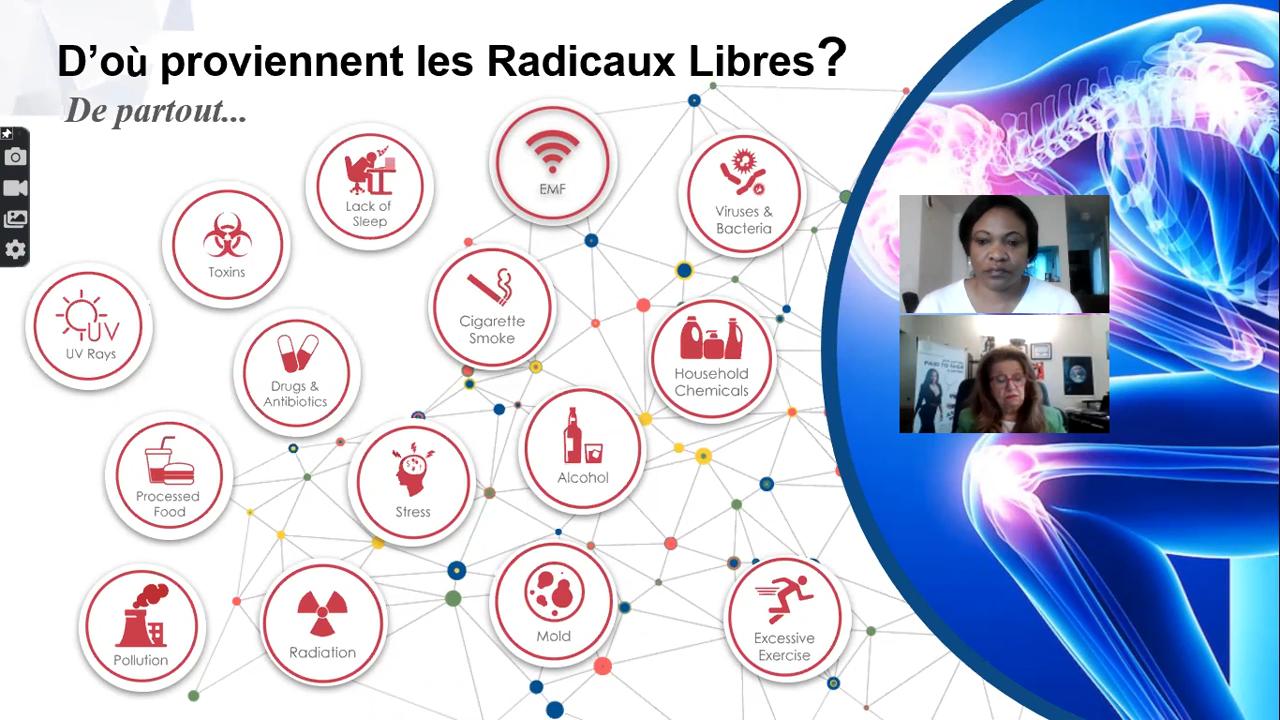 D'où proviennent les Radicaux Libres?
De partout...
Lack of
Sleep
EMF
Viruses &
Bacteria
Toxins
UV
UV Rays
Cigarette
Smoke
Drugs &
Antibiotics
Household
Chemicals
Processed
Food
Stress
Alcohol
Pollution
Radiation
Mold
Excessive
Exercise